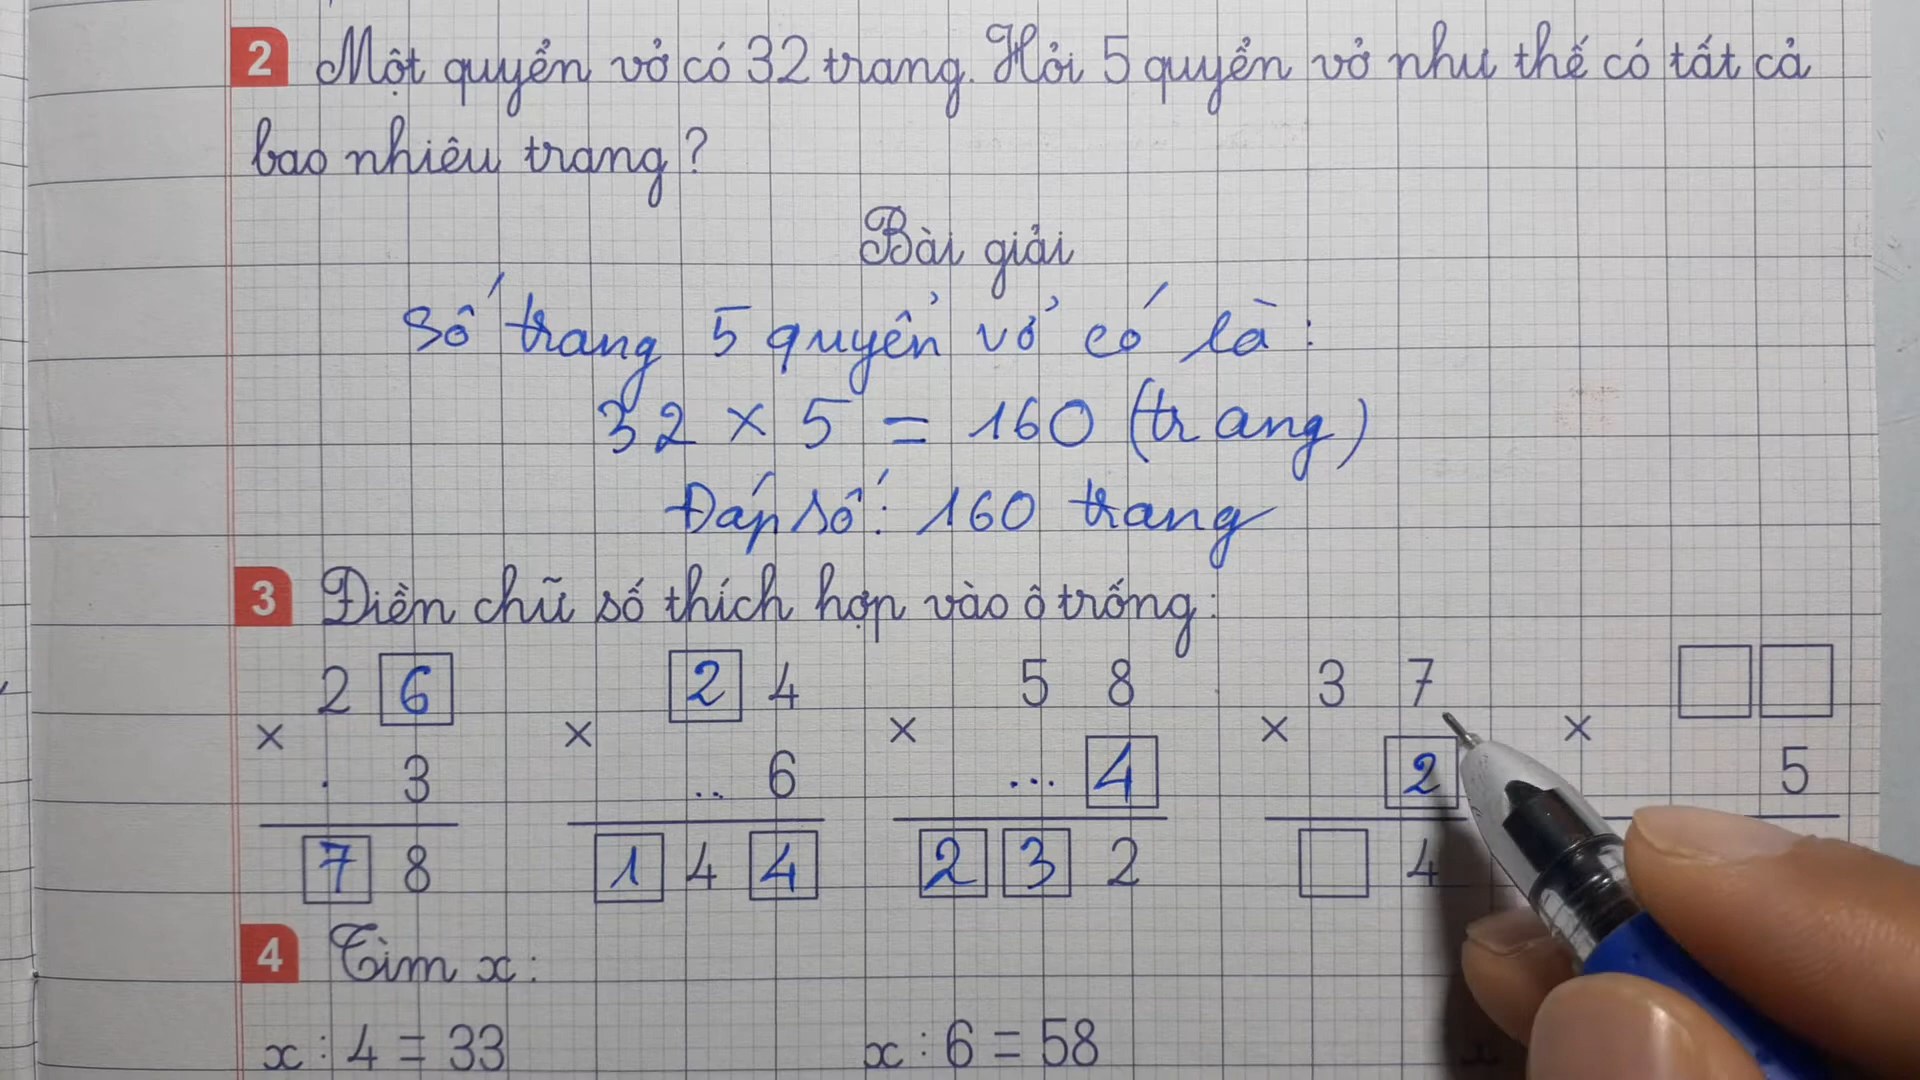 2 Một quyển vở có 32 trang. Hỏi 5 quyển vở như thế có tất cả
bao nhiêu trang?
Bài giải
Số trang 5 quyển vở có là:
32 × 5 = 160 (trang)
Đáp số: 160 trang
3 Điền chữ số thích hợp vào ô trống:
2 6 2 4 5 8 3 7
× × × × ×
. 3 .. 6 ... 4 2 5
7 8 1 4 4 2 3 2 4
4 Tìm x:
x : 4 = 33 x : 6 = 58